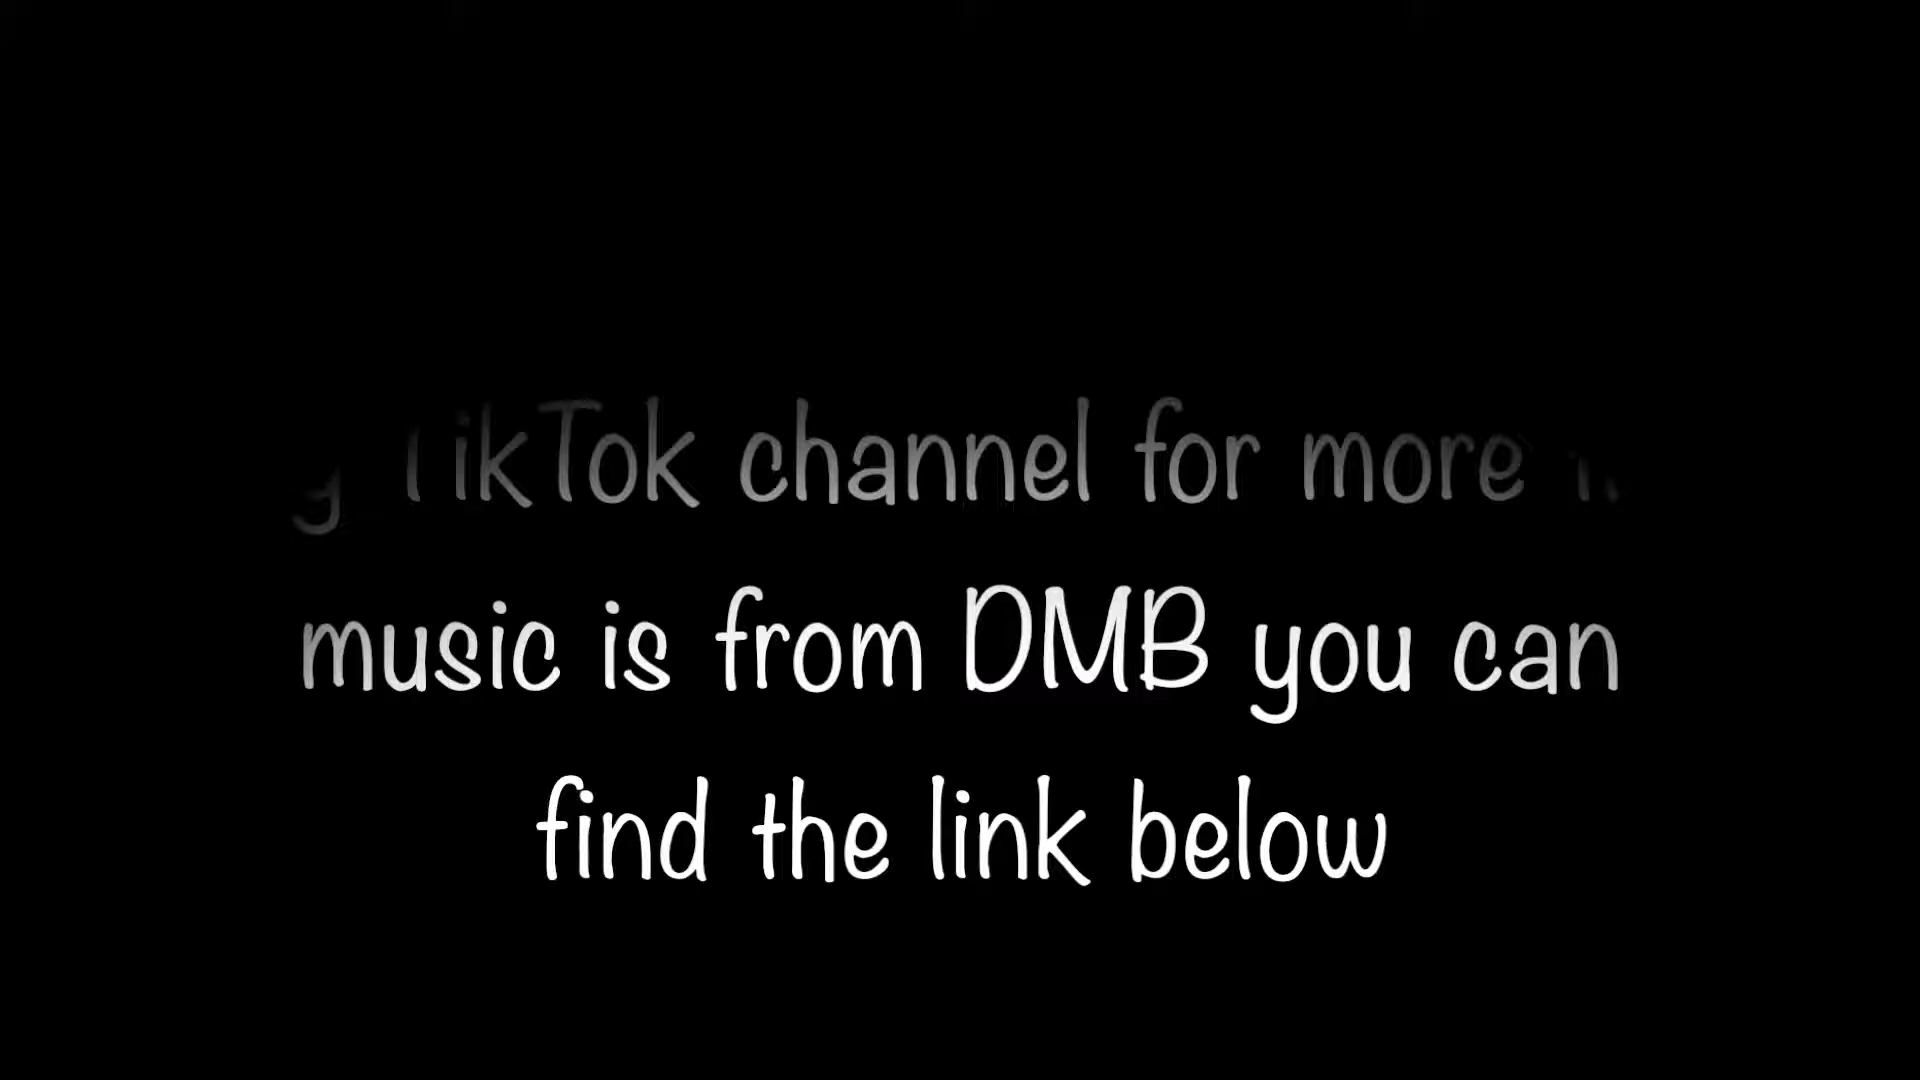 TikTok channel for more
music is from DMB you can
find the link below